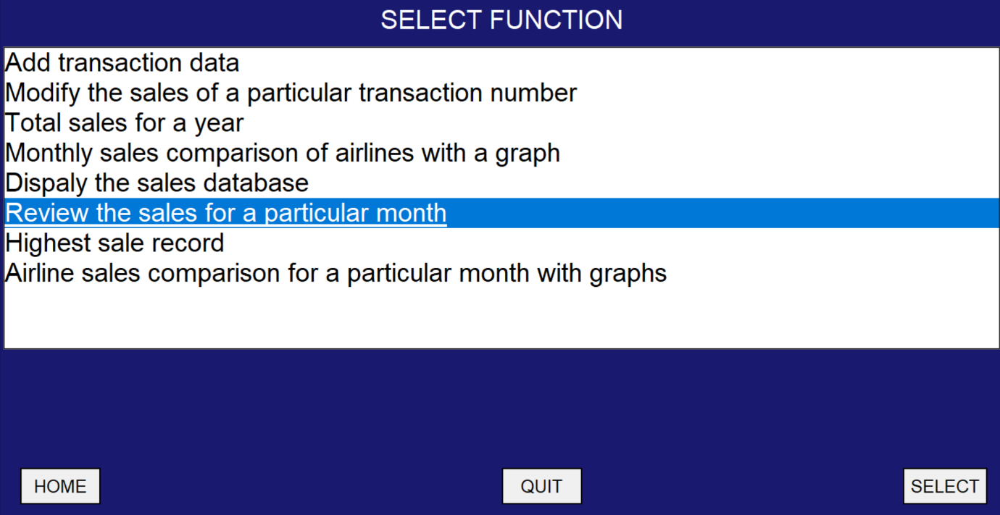 SELECT FUNCTION
Add transaction data
Modify the sales of a particular transaction number
Total sales for a year
Monthly sales comparison of airlines with a graph
Dispaly the sales database
Review the sales for a particular month
Highest sale record
Airline sales comparison for a particular month with graphs
HOME
QUIT
SELECT